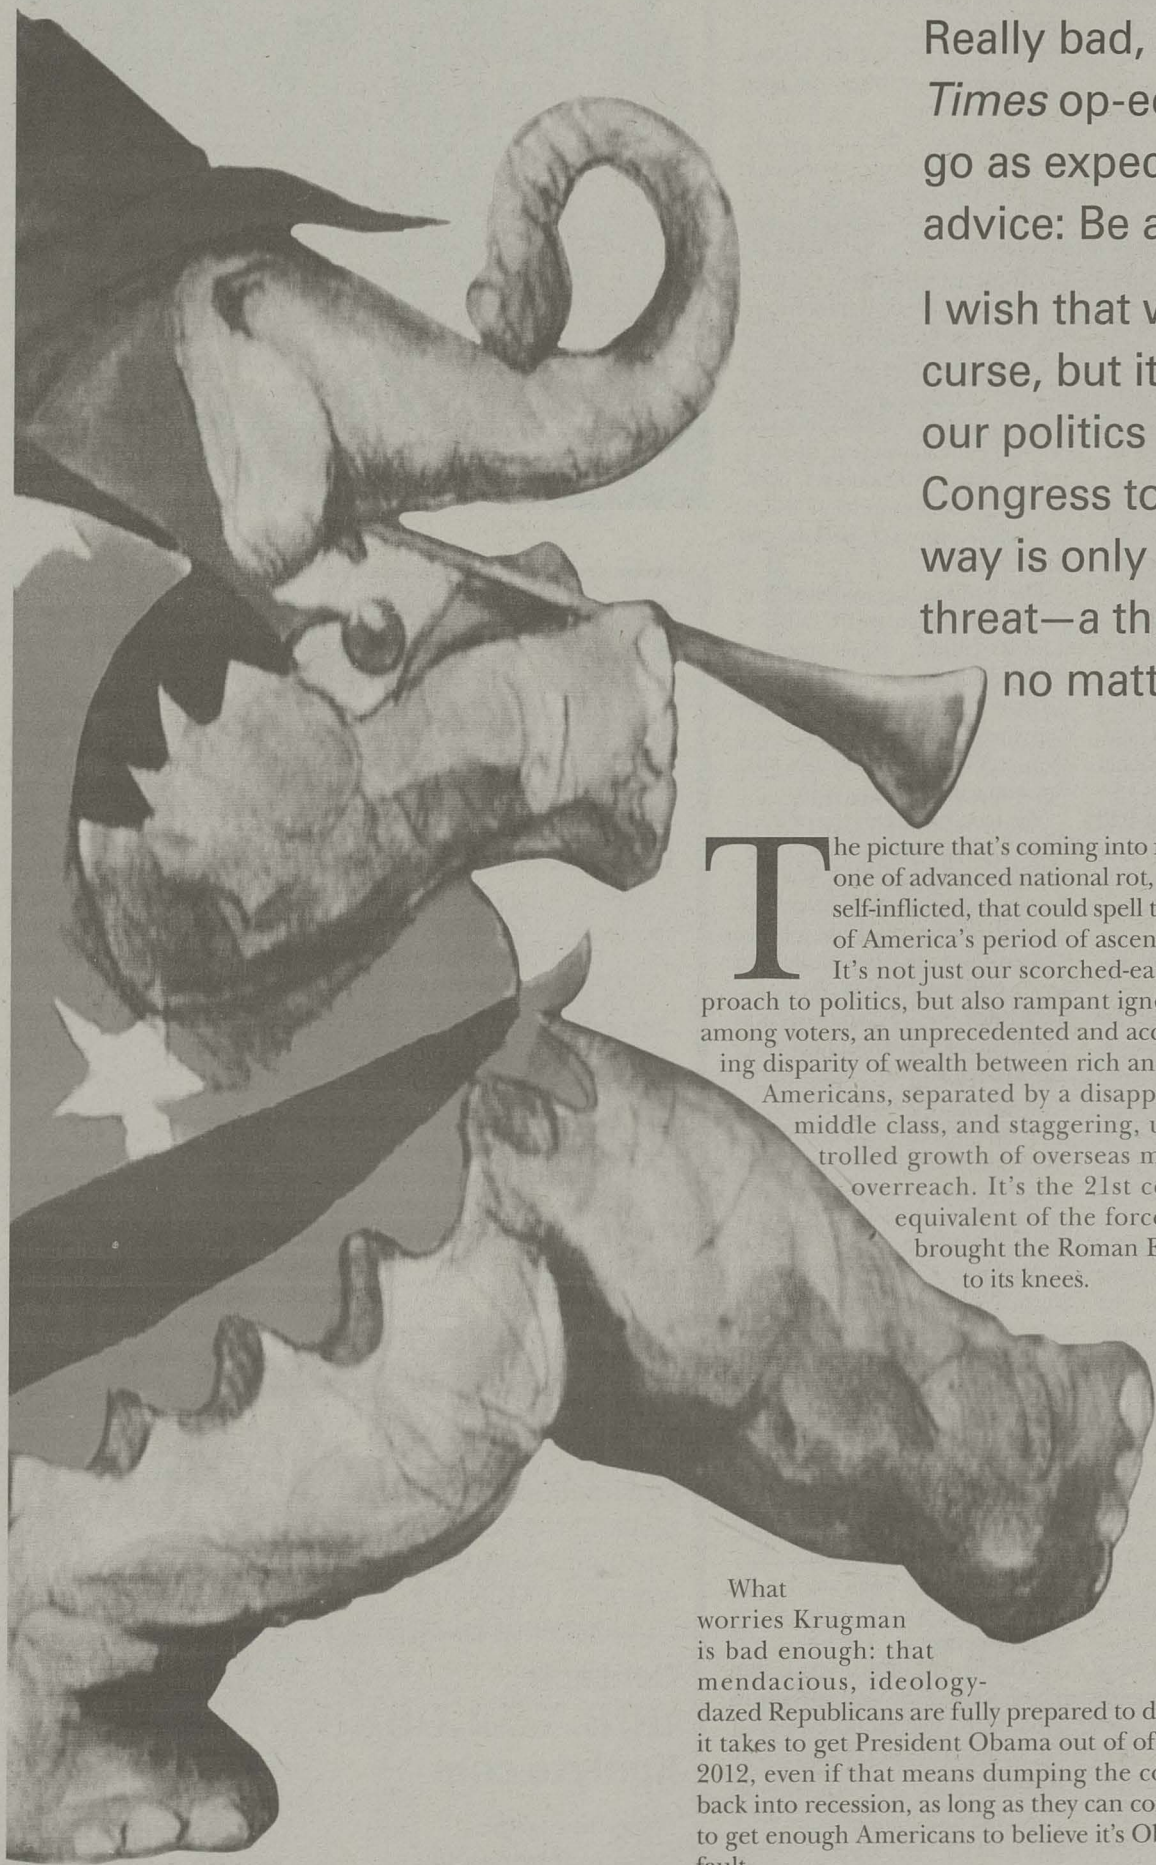 Really bad,
Times op-e
go as expec
advice: Be a
I wish that
curse, but it
our politics
Congress to
way is only
threat—a th
no matt
The picture that's coming into
one of advanced national rot,
self-inflicted, that could spell t
of America's period of ascen
It's not just our scorched-ea
proach to politics, but also rampant ign
among voters, an unprecedented and acc
ing disparity of wealth between rich an
Americans, separated by a disapp
middle class, and staggering, u
trolled growth of overseas m
overreach. It's the 21st c
equivalent of the forc
brought the Roman E
to its knees.
What
worries Krugman
is bad enough: that
mendacious, ideology-
dazed Republicans are fully prepared to d
it takes to get President Obama out of of
2012, even if that means dumping the c
back into recession, as long as they can co
to get enough Americans to believe it's O
fault